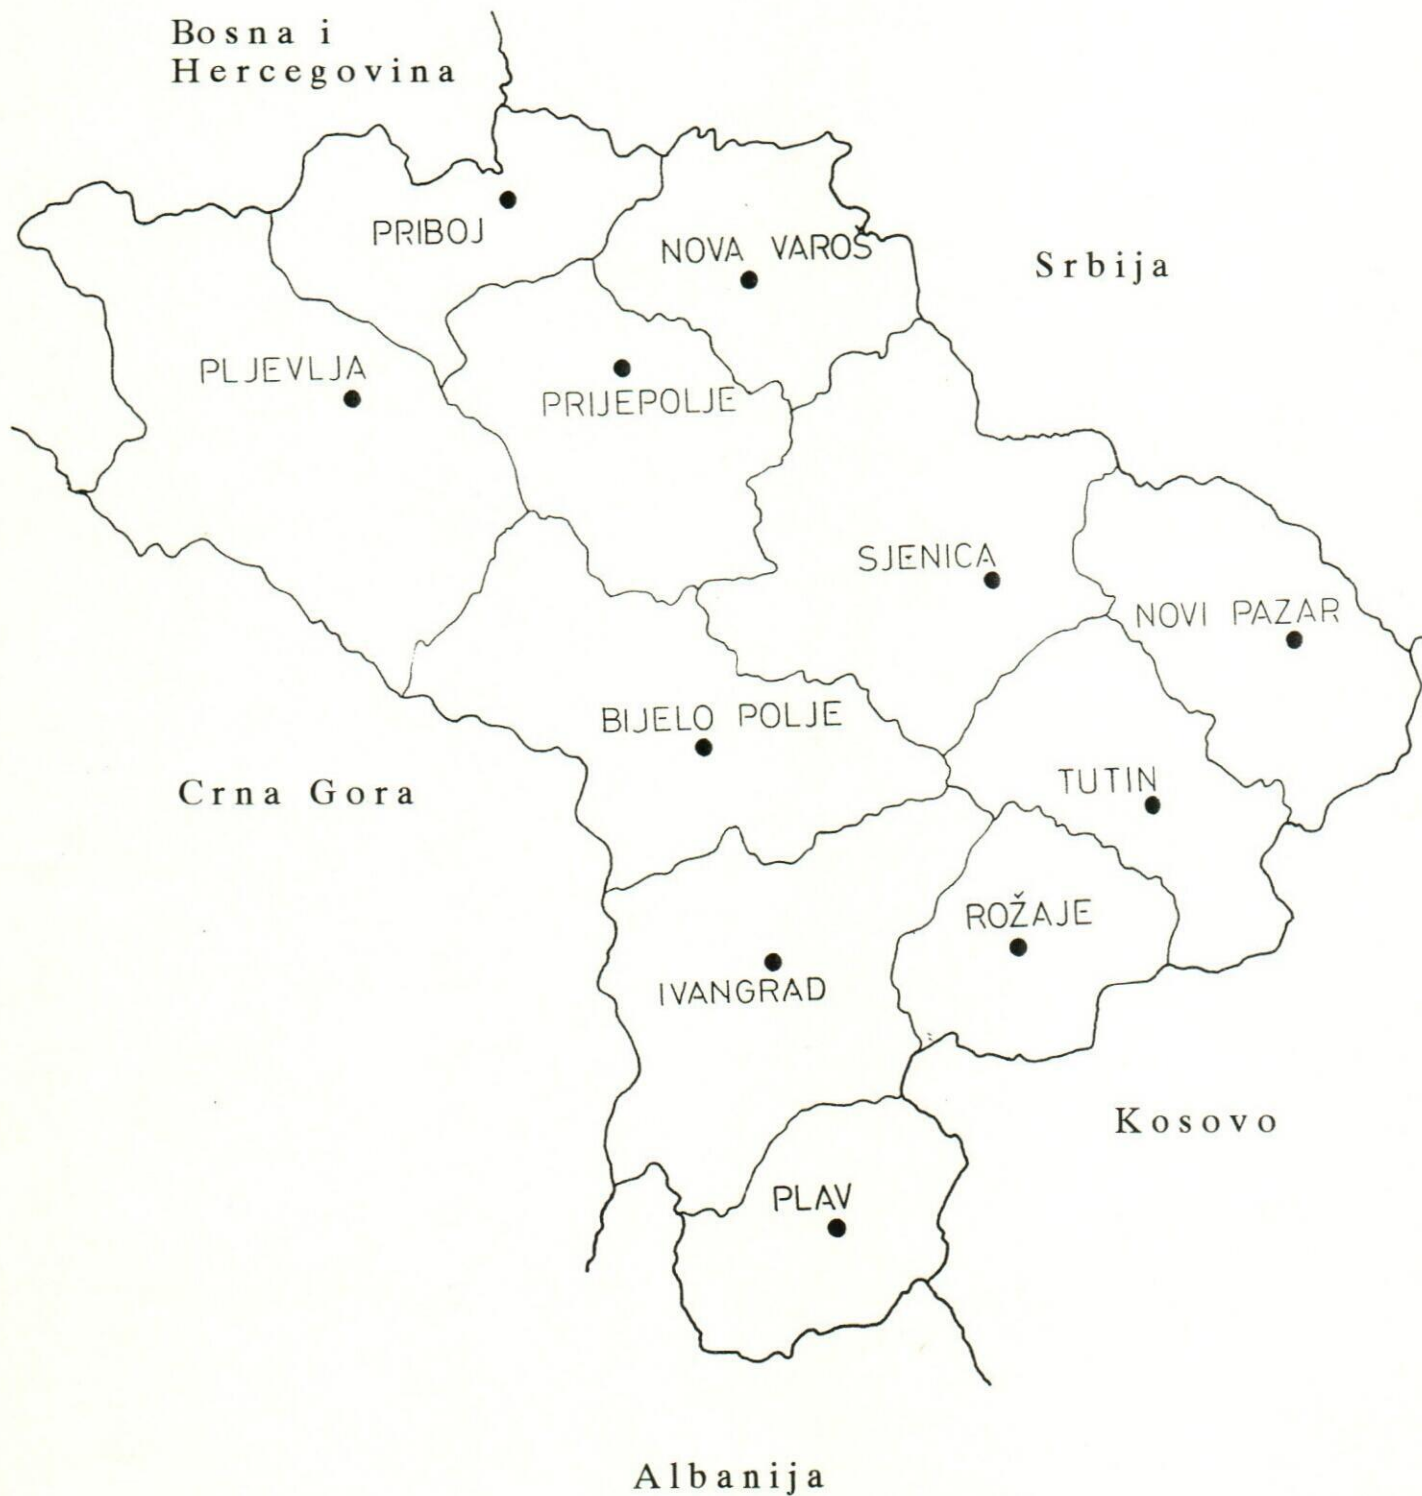 Bosna i
Hercegovina
PRIBOJ
NOVA VAROŠ
Srbija
PLJEVLJA
PRIJEPOLJE
SJENICA
NOVI PAZAR
BIJELO POLJE
TUTIN
Crna Gora
ROŽAJE
IVANGRAD
Kosovo
PLAV
Albanija